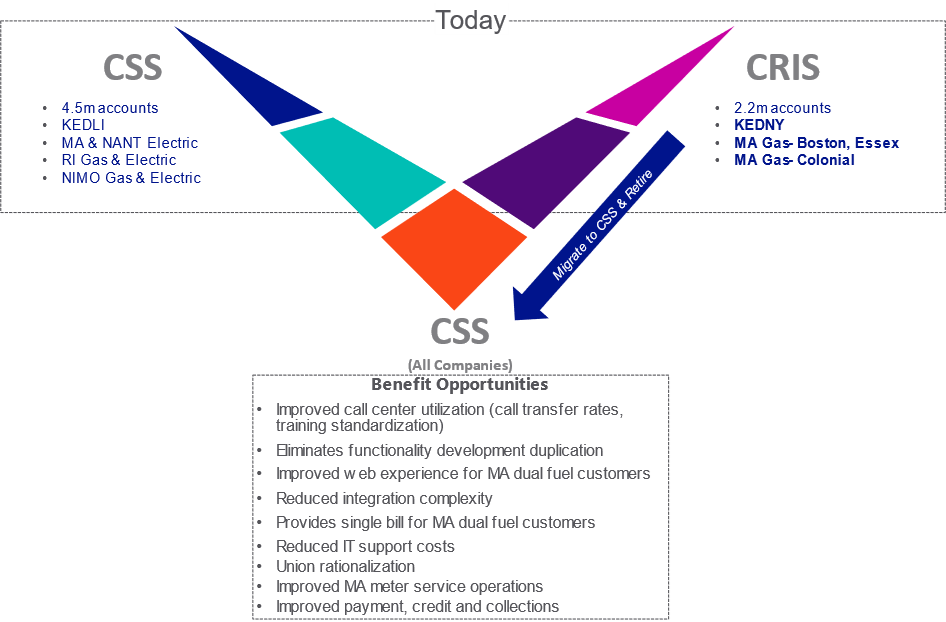 Today
CSS
• 4.5m accounts
• KEDLI
• MA & NANT Electric
• RI Gas & Electric
• NIMO Gas & Electric
CRIS
• 2.2m accounts
• KEDNY
• MA Gas- Boston, Essex
• MA Gas- Colonial
Migrate to CSS & Retire
CSS
(All Companies)
Benefit Opportunities
• Improved call center utilization (call transfer rates,
training standardization)
• Eliminates functionality development duplication
• Improved web experience for MA dual fuel customers
• Reduced integration complexity
• Provides single bill for MA dual fuel customers
• Reduced IT support costs
• Union rationalization
• Improved MA meter service operations
• Improved payment, credit and collections